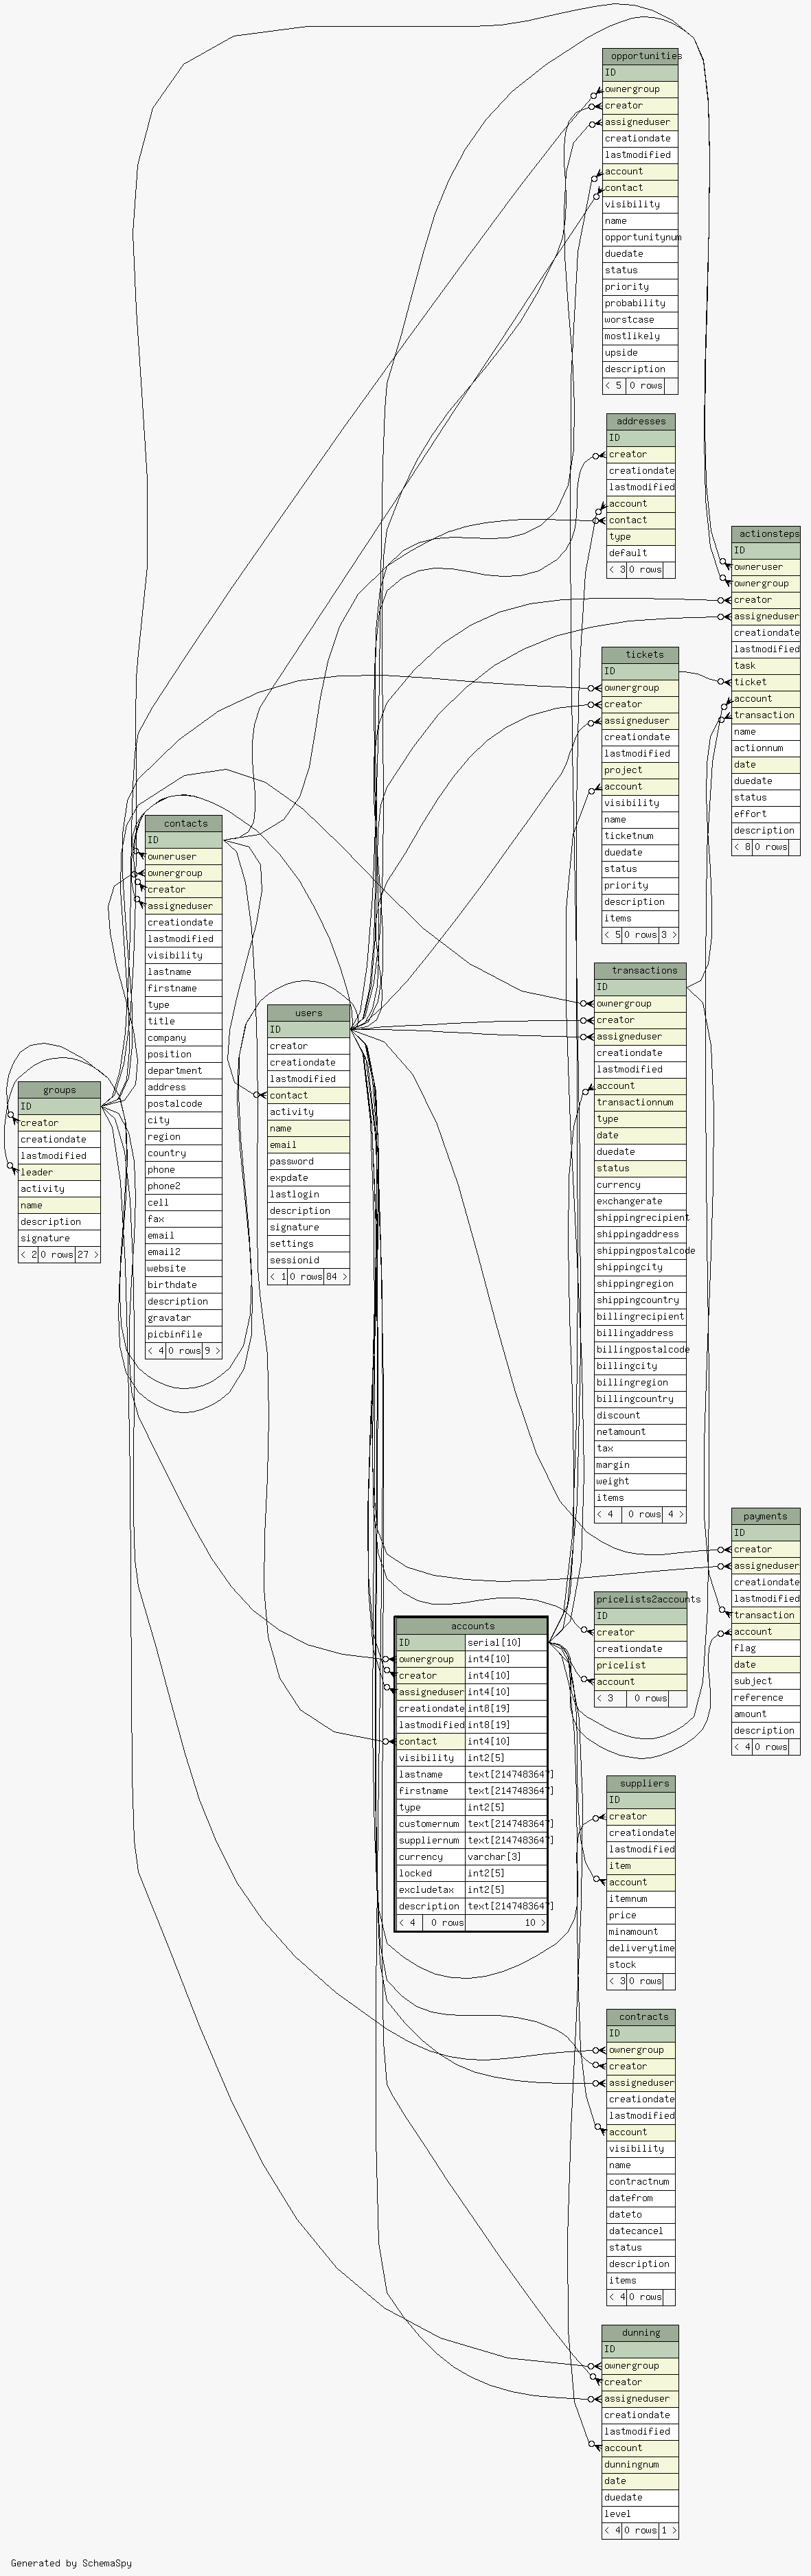 opportunities
ID
ownergroup
creator
assigneduser
creationdate
lastmodified
account
contact
visibility
name
opportunitynum
duedate
status
priority
probability
worstcase
mostlikely
upside
description
< 5 0 rows
addresses
ID
creator
creationdate
lastmodified
account
contact
type
default
< 3 0 rows
actionsteps
ID
owneruser
ownergroup
creator
assigneduser
creationdate
lastmodified
task
ticket
account
transaction
name
actionnum
date
duedate
status
effort
description
< 8 0 rows
tickets
ID
ownergroup
creator
assigneduser
creationdate
lastmodified
project
account
visibility
name
ticketnum
duedate
status
priority
description
items
< 5 0 rows 3 >
contacts
ID
owneruser
ownergroup
creator
assigneduser
creationdate
lastmodified
visibility
lastname
firstname
type
title
company
position
department
address
postalcode
city
region
country
phone
phone2
cell
fax
email
email2
website
birthdate
description
gravatar
picbinfile
< 4 0 rows 9 >
users
ID
creator
creationdate
lastmodified
contact
activity
name
email
password
expdate
lastlogin
description
signature
settings
sessionid
< 1 0 rows 84 >
groups
ID
creator
creationdate
lastmodified
leader
activity
name
description
signature
< 2 0 rows 27 >
transactions
ID
ownergroup
creator
assigneduser
creationdate
lastmodified
account
transactionnum
type
date
duedate
status
currency
exchangerate
shippingrecipient
shippingaddress
shippingpostalcode
shippingcity
shippingregion
shippingcountry
billingrecipient
billingaddress
billingpostalcode
billingcity
billingregion
billingcountry
discount
netamount
tax
margin
weight
items
< 4 0 rows 4 >
payments
ID
creator
assigneduser
creationdate
lastmodified
transaction
account
flag
date
subject
reference
amount
description
< 4 0 rows
pricelists2accounts
ID
creator
creationdate
pricelist
account
< 3 0 rows
accounts
ID serial[10]
ownergroup int4[10]
creator int4[10]
assigneduser int4[10]
creationdate int8[19]
lastmodified int8[19]
contact int4[10]
visibility int2[5]
lastname text[2147483647]
firstname text[2147483647]
type int2[5]
customernum text[2147483647]
suppliernum text[2147483647]
currency varchar[3]
locked int2[5]
excludetax int2[5]
description text[2147483647]
< 4 0 rows 10 >
suppliers
ID
creator
creationdate
lastmodified
item
account
itemnum
price
minamount
deliverytime
stock
< 3 0 rows
contracts
ID
ownergroup
creator
assigneduser
creationdate
lastmodified
account
visibility
name
contractnum
datefrom
dateto
datecancel
status
description
items
< 4 0 rows
dunning
ID
ownergroup
creator
assigneduser
creationdate
lastmodified
account
dunningnum
date
duedate
level
< 4 0 rows 1 >
Generated by SchemaSpy